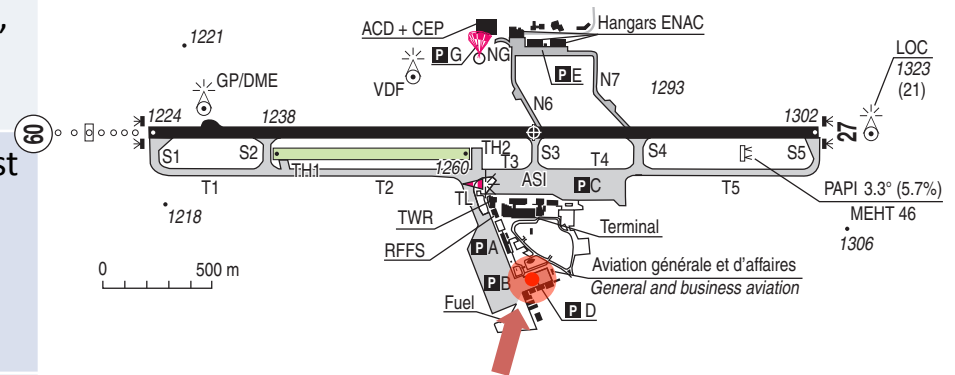 ,
st
1221
ACD + CEP
Hangars ENAC
P G
NG
P E
N7
LOC
1323
(21)
GP/DME
VDF
1293
N6
1224
1238
1302
09
27
S1
S2
TH1
1260
TH2
T3
S3
T4
S4
S5
T1
T2
TL
ASI
P C
T5
PAPI 3.3° (5.7%)
MEHT 46
1218
TWR
RFFS
Terminal
1306
P A
0 500 m
P B
Aviation générale et d'affaires
General and business aviation
Fuel
P D